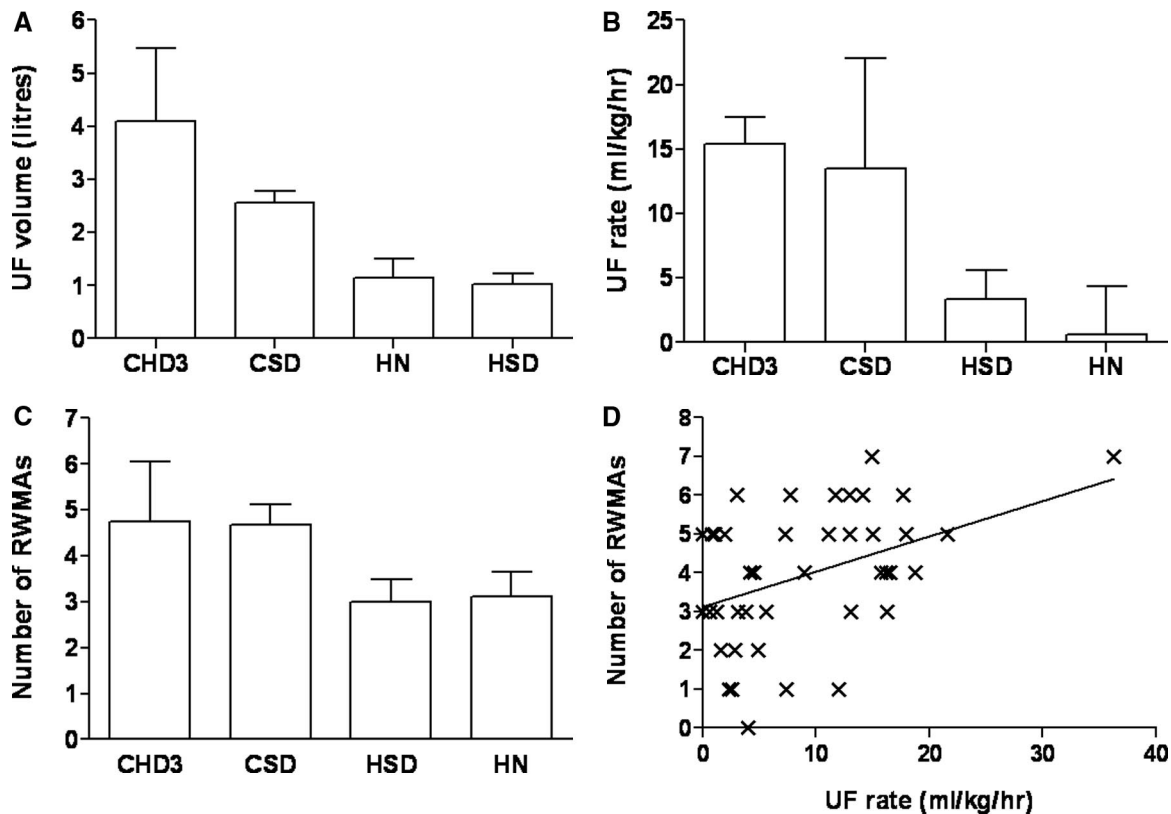 A
UF volume (litres)
6
5
4
3
2
1
0
CHD3 CSD HN HSD
B
UF rate (ml/kg/hr)
25
20
15
10
5
0
CHD3 CSD HSD HN
C
Number of RWMAs
7
6
5
4
3
2
1
0
CHD3 CSD HSD HN
D
Number of RWMAs
8
7
6
5
4
3
2
1
0
0 10 20 30 40
UF rate (ml/kg/hr)